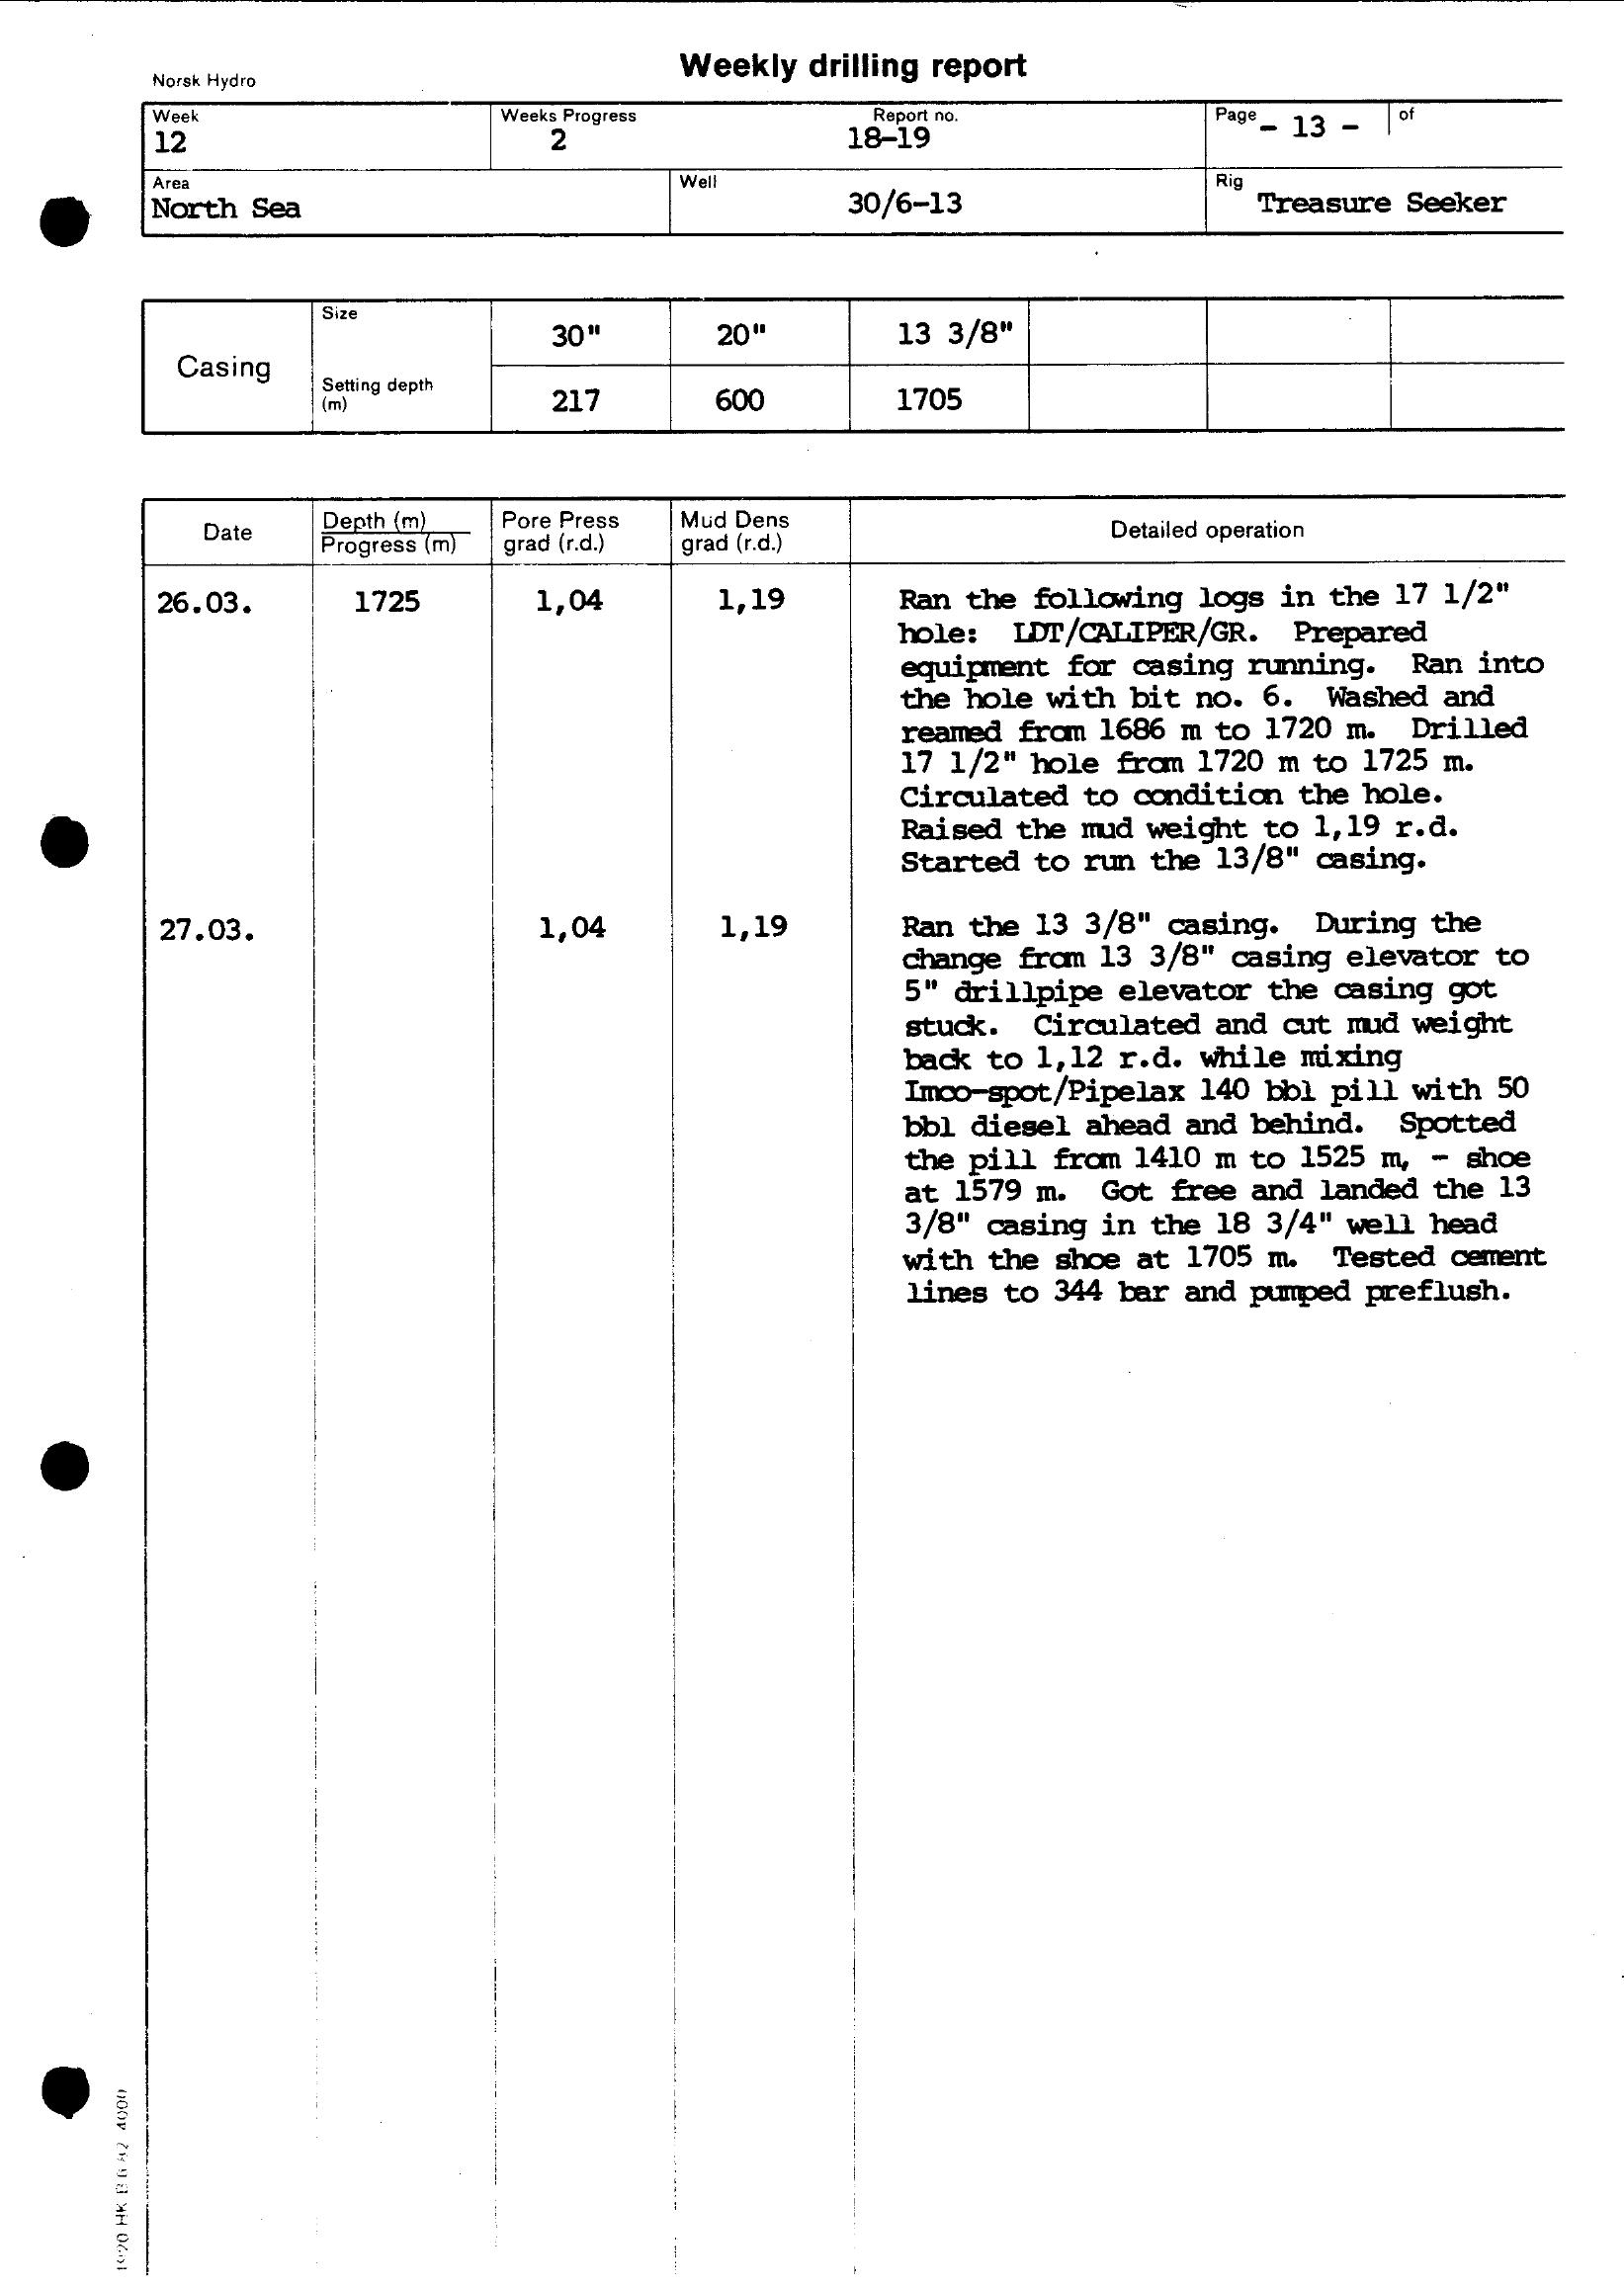 Weekly drilling report
Norsk Hydro
Week Weeks Progress Report no. Page of
12 2 18-19 - 13 -
Area Well Rig
North Sea 30/6-13 Treasure Seeker
Casing
Size 30" 20" 13 3/8"
Setting depth
(m) 217 600 1705
Date Depth (m) Pore Press Mud Dens Detailed operation
Progress (m) grad (r.d.) grad (r.d.)
26.03. 1725 1,04 1,19 Ran the following logs in the 17 1/2"
hole: LDT/CALIPER/GR. Prepared
equipment for casing running. Ran into
the hole with bit no. 6. Washed and
reamed from 1686 m to 1720 m. Drilled
17 1/2" hole from 1720 m to 1725 m.
Circulated to condition the hole.
Raised the mud weight to 1,19 r.d.
Started to run the 13/8" casing.
27.03. 1,04 1,19 Ran the 13 3/8" casing. During the
change from 13 3/8" casing elevator to
5" drillpipe elevator the casing got
stuck. Circulated and cut mud weight
back to 1,12 r.d. while mixing
Imco-spot/Pipelax 140 bbl pill with 50
bbl diesel ahead and behind. Spotted
the pill from 1410 m to 1525 m, - shoe
at 1579 m. Got free and landed the 13
3/8" casing in the 18 3/4" well head
with the shoe at 1705 m. Tested cement
lines to 344 bar and pumped preflush.
HK B 6 82 4000